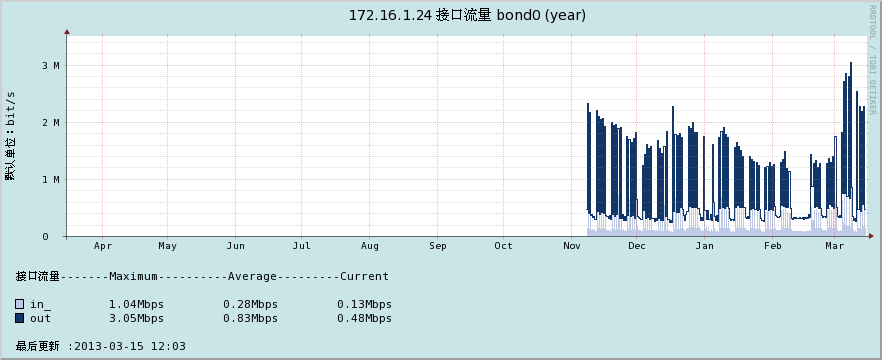 172.16.1.24 接口流量 bond0 (year)
RRDTOOL / TOBI OETIKER
默认单位：bit/s
3 M
2 M
1 M
0
Apr May Jun Jul Aug Sep Oct Nov Dec Jan Feb Mar
接口流量-------Maximum----------Average---------Current
in_ 1.04Mbps 0.28Mbps 0.13Mbps
out 3.05Mbps 0.83Mbps 0.48Mbps
最后更新 :2013-03-15 12:03